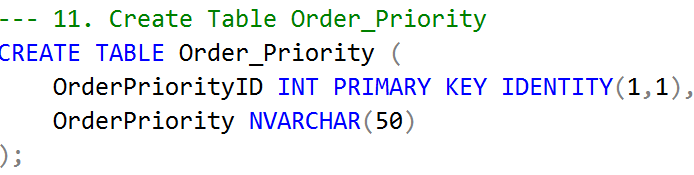 --- 11. Create Table Order_Priority
CREATE TABLE Order_Priority (
    OrderPriorityID INT PRIMARY KEY IDENTITY(1,1),
    OrderPriority NVARCHAR(50)
);